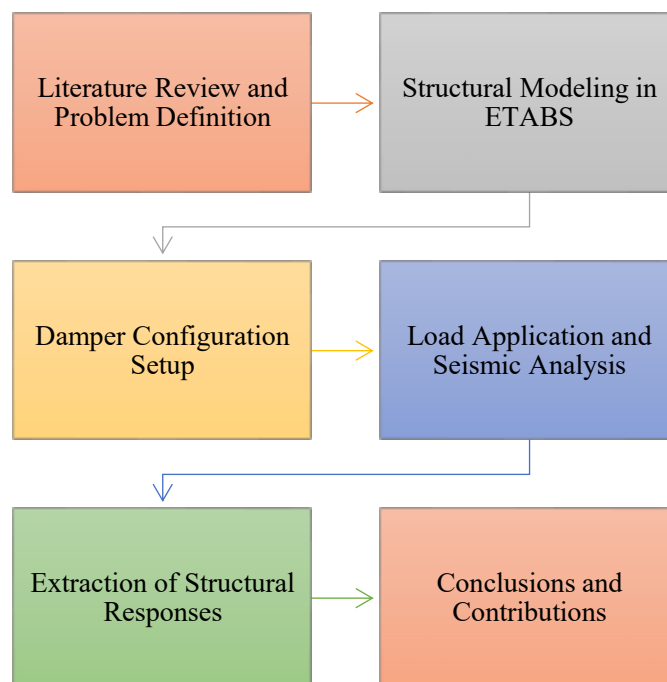 Literature Review and
Problem Definition
Structural Modeling in
ETABS
Damper Configuration
Setup
Load Application and
Seismic Analysis
Extraction of Structural
Responses
Conclusions and
Contributions